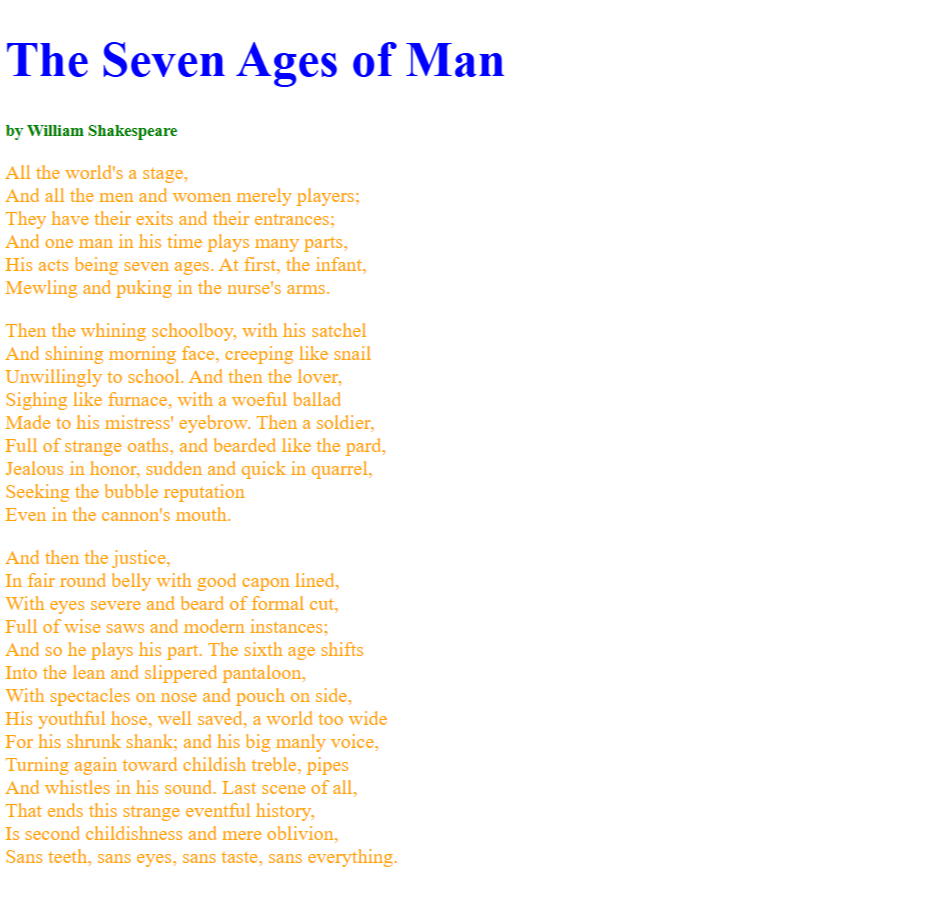 The Seven Ages of Man
by William Shakespeare
All the world's a stage,
And all the men and women merely players;
They have their exits and their entrances;
And one man in his time plays many parts,
His acts being seven ages. At first, the infant,
Mewling and puking in the nurse's arms.
Then the whining schoolboy, with his satchel
And shining morning face, creeping like snail
Unwillingly to school. And then the lover,
Sighing like furnace, with a woeful ballad
Made to his mistress' eyebrow. Then a soldier,
Full of strange oaths, and bearded like the pard,
Jealous in honor, sudden and quick in quarrel,
Seeking the bubble reputation
Even in the cannon's mouth.
And then the justice,
In fair round belly with good capon lined,
With eyes severe and beard of formal cut,
Full of wise saws and modern instances;
And so he plays his part. The sixth age shifts
Into the lean and slippered pantaloon,
With spectacles on nose and pouch on side,
His youthful hose, well saved, a world too wide
For his shrunk shank; and his big manly voice,
Turning again toward childish treble, pipes
And whistles in his sound. Last scene of all,
That ends this strange eventful history,
Is second childishness and mere oblivion,
Sans teeth, sans eyes, sans taste, sans everything.